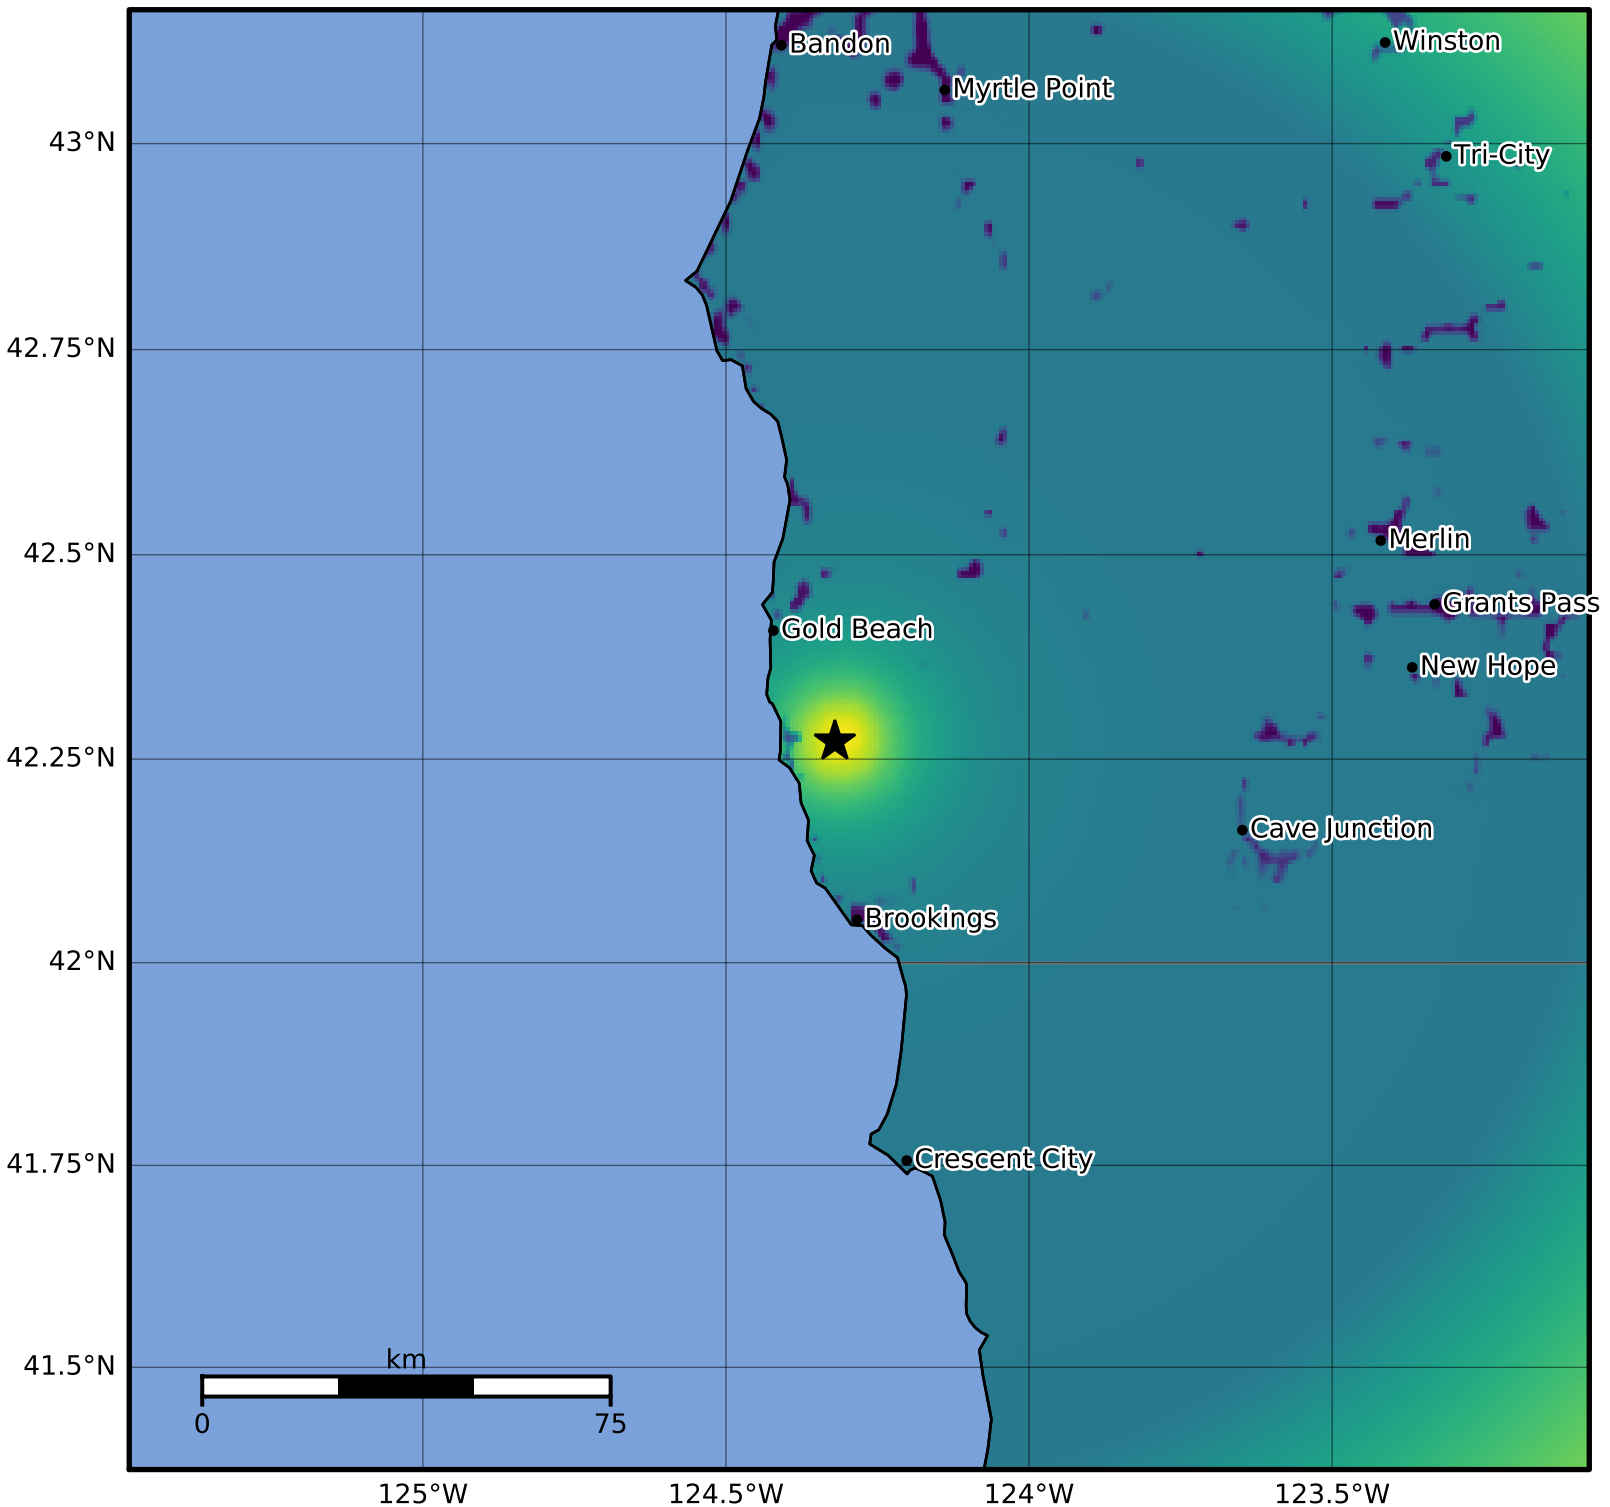 Bandon
Winston
Myrtle Point
43°N
Tri-City
42.75°N
42.5°N
Merlin
Grants Pass
Gold Beach
New Hope
42.25°N
Cave Junction
Brookings
42°N
41.75°N
Crescent City
41.5°N
km
0
75
125°W
124.5°W
124°W
123.5°W